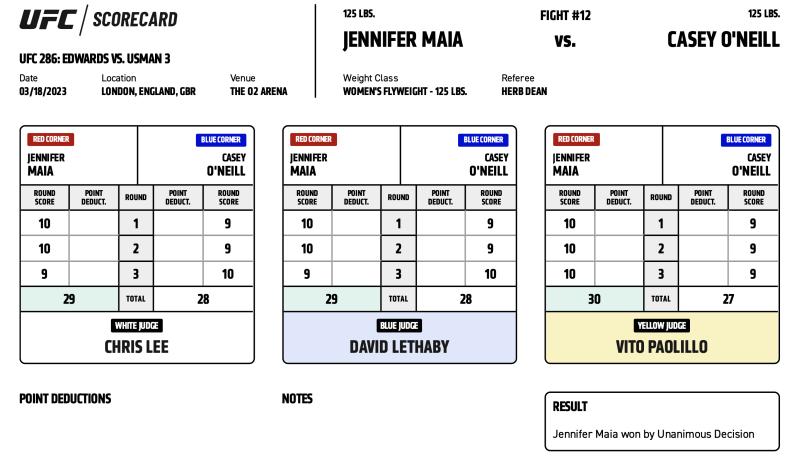 UFC / SCORECARD
UFC 286: EDWARDS VS. USMAN 3
Date Location Venue
03/18/2023 LONDON, ENGLAND, GBR THE O2 ARENA
125 LBS. FIGHT #12 125 LBS.
JENNIFER MAIA VS. CASEY O'NEILL
Weight Class Referee
WOMEN'S FLYWEIGHT - 125 LBS. HERB DEAN
RED CORNER BLUE CORNER
JENNIFER MAIA CASEY O'NEILL
ROUND SCORE POINT DEDUCT. ROUND POINT DEDUCT. ROUND SCORE
10 1 9
10 2 9
9 3 10
29 TOTAL 28
WHITE JUDGE
CHRIS LEE
RED CORNER BLUE CORNER
JENNIFER MAIA CASEY O'NEILL
ROUND SCORE POINT DEDUCT. ROUND POINT DEDUCT. ROUND SCORE
10 1 9
10 2 9
9 3 10
29 TOTAL 28
BLUE JUDGE
DAVID LETHABY
RED CORNER BLUE CORNER
JENNIFER MAIA CASEY O'NEILL
ROUND SCORE POINT DEDUCT. ROUND POINT DEDUCT. ROUND SCORE
10 1 9
10 2 9
10 3 9
30 TOTAL 27
YELLOW JUDGE
VITO PAOLILLO
POINT DEDUCTIONS
NOTES
RESULT
Jennifer Maia won by Unanimous Decision